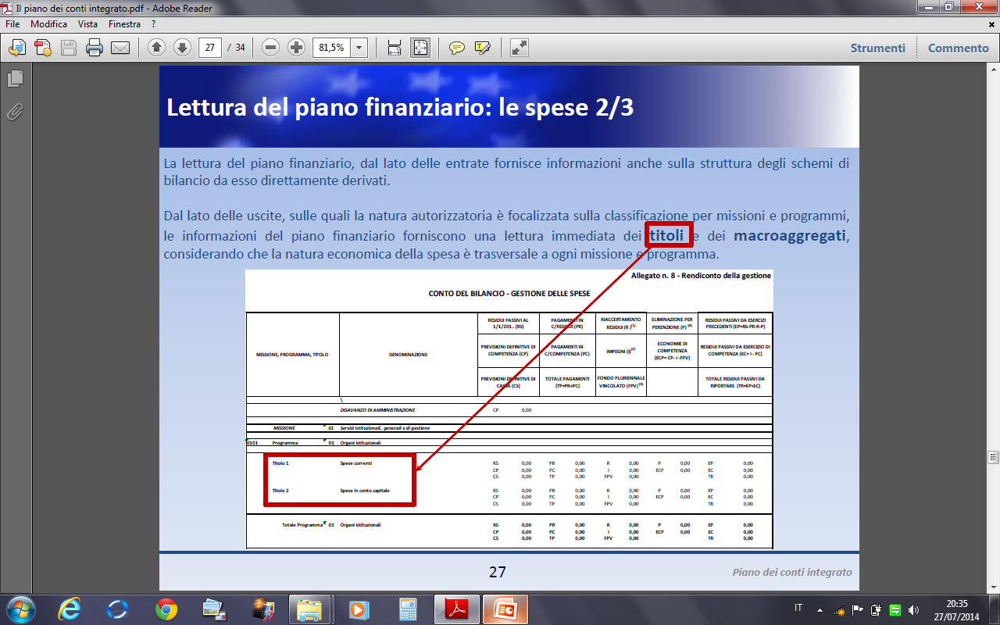 Il piano dei conti integrato.pdf - Adobe Reader
File Modifica Vista Finestra ?
27 / 34 81,5% Strumenti Commento
Lettura del piano finanziario: le spese 2/3
La lettura del piano finanziario, dal lato delle entrate fornisce informazioni anche sulla struttura degli schemi di
bilancio da esso direttamente derivati.
Dal lato delle uscite, sulle quali la natura autorizzatoria è focalizzata sulla classificazione per missioni e programmi,
le informazioni del piano finanziario forniscono una lettura immediata dei titoli e dei macroaggregati,
considerando che la natura economica della spesa è trasversale a ogni missione e programma.
Allegato n. 8 - Rendiconto della gestione
CONTO DEL BILANCIO - GESTIONE DELLE SPESE
MISSIONE, PROGRAMMA, TITOLO
DENOMINAZIONE
RESIDUI PASSIVI AL
1/1/201.. (RS)
PAGAMENTI IN
C/RESIDUI (PR)
RIACCERTAMENTO
RESIDUI (R )(1)
ELIMINAZIONE PER
PERENZIONE (P) (4)
RESIDUI PASSIVI DA ESERCIZI
PRECEDENTI (EP=RS-PR-R-P)
PREVISIONI DEFINITIVE DI
COMPETENZA (CP)
PAGAMENTI IN
C/COMPETENZA (PC)
IMPEGNI (I)(2)
ECONOMIE DI
COMPETENZA
(ECP= CP- I -FPV)
RESIDUI PASSIVI DA ESERCIZIO DI
COMPETENZA (EC= I - PC)
PREVISIONI DEFINITIVE DI
CASSA (CS)
TOTALE PAGAMENTI
(TP=PR+PC)
FONDO PLURIENNALE
VINCOLATO (FPV) (3)
TOTALE RESIDUI PASSIVI DA
RIPORTARE (TR=EP+EC)
\
DISAVANZO DI AMMINISTRAZIONE CP 0,00
MISSIONE 01 Servizi istituzionali, generali e di gestione
0101 Programma 01 Organi istituzionali
Titolo 1 Spese correnti RS 0,00 PR 0,00 R 0,00 P 0,00 EP 0,00
CP 0,00 PC 0,00 I 0,00 ECP 0,00 EC 0,00
CS 0,00 TP 0,00 FPV 0,00 TR 0,00
Titolo 2 Spese in conto capitale RS 0,00 PR 0,00 R 0,00 P 0,00 EP 0,00
CP 0,00 PC 0,00 I 0,00 ECP 0,00 EC 0,00
CS 0,00 TP 0,00 FPV 0,00 TR 0,00
Totale Programma 01 Organi istituzionali RS 0,00 PR 0,00 R 0,00 P 0,00 EP 0,00
CP 0,00 PC 0,00 I 0,00 ECP 0,00 EC 0,00
CS 0,00 TP 0,00 FPV 0,00 TR 0,00
27
Piano dei conti integrato
IT
20:35
27/07/2014